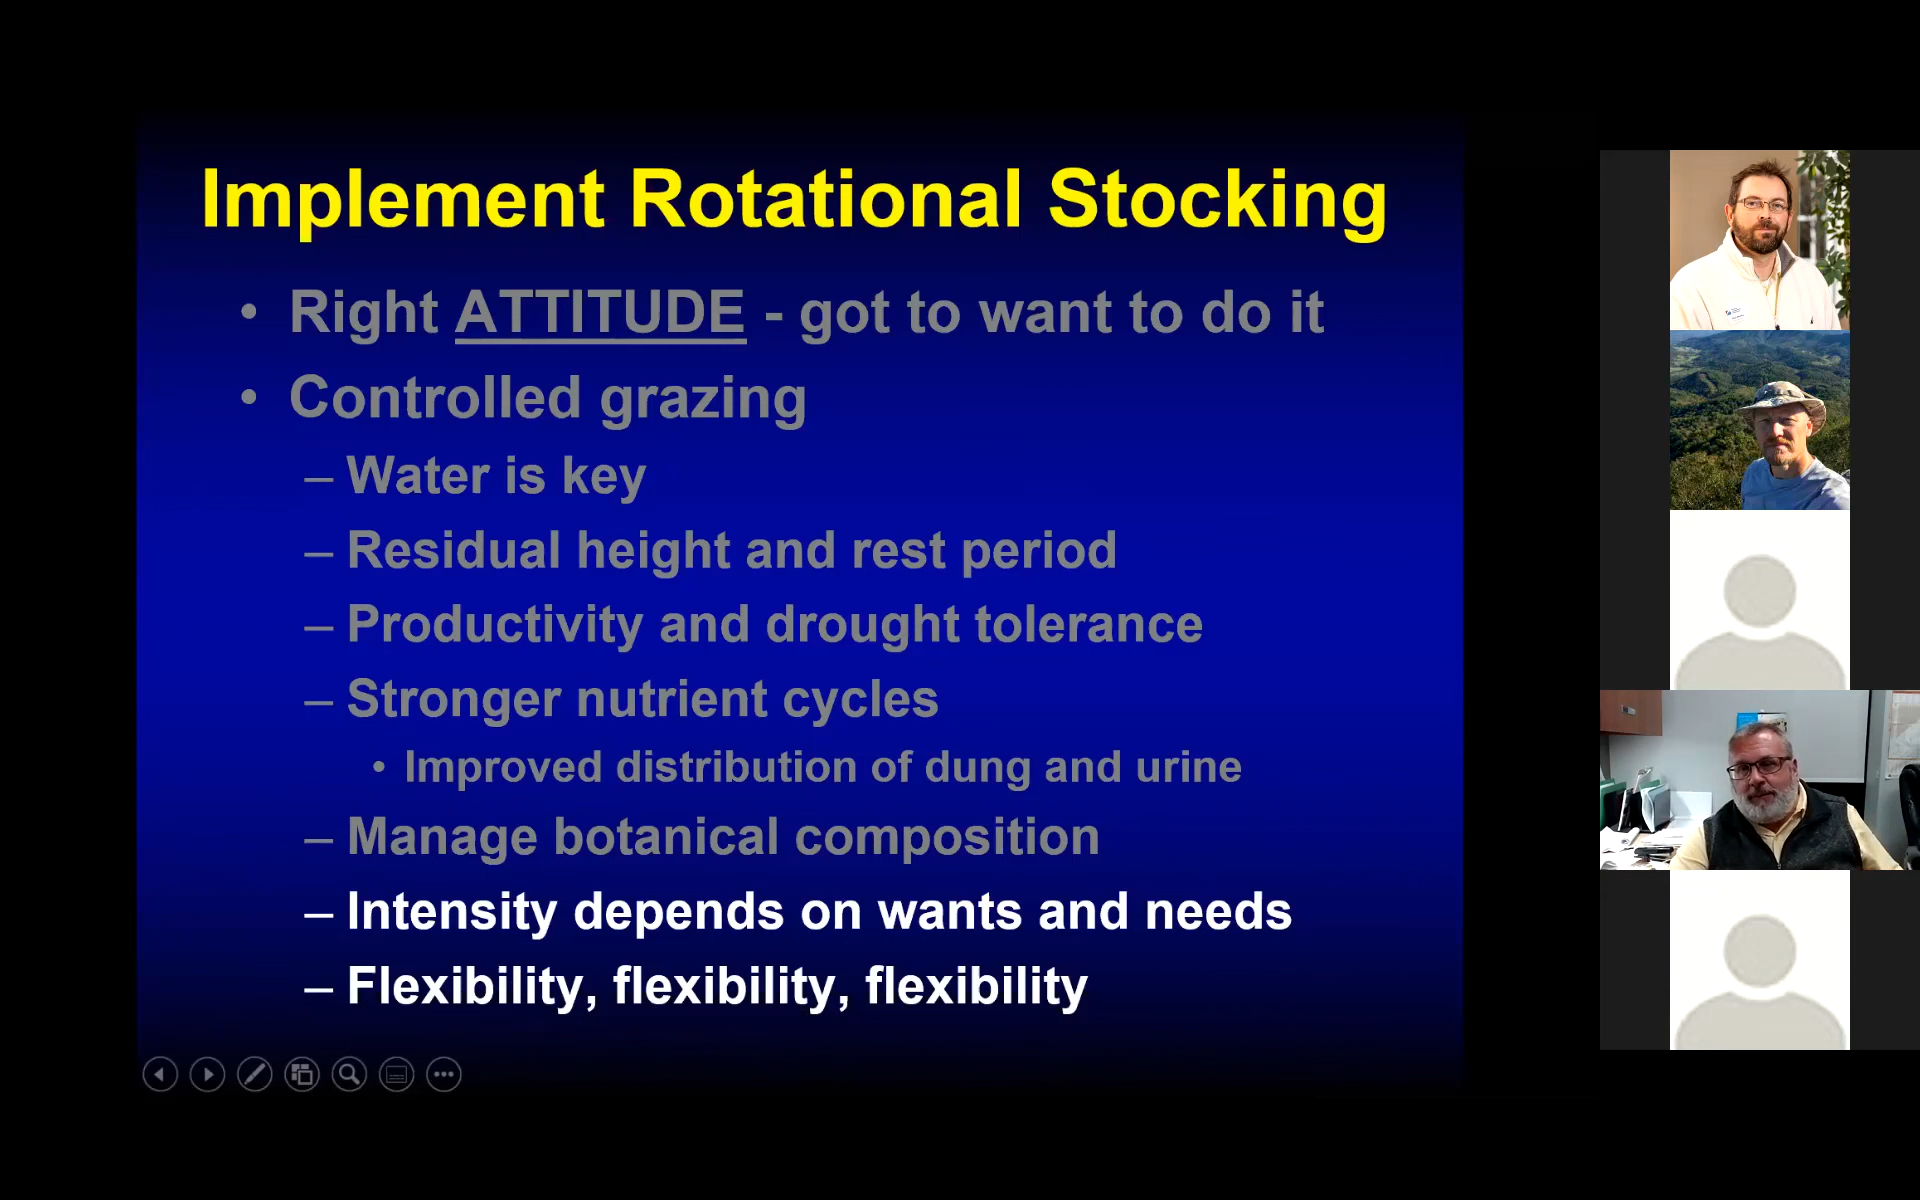 Implement Rotational Stocking
• Right ATTITUDE - got to want to do it
• Controlled grazing
– Water is key
– Residual height and rest period
– Productivity and drought tolerance
– Stronger nutrient cycles
• Improved distribution of dung and urine
– Manage botanical composition
– Intensity depends on wants and needs
– Flexibility, flexibility, flexibility